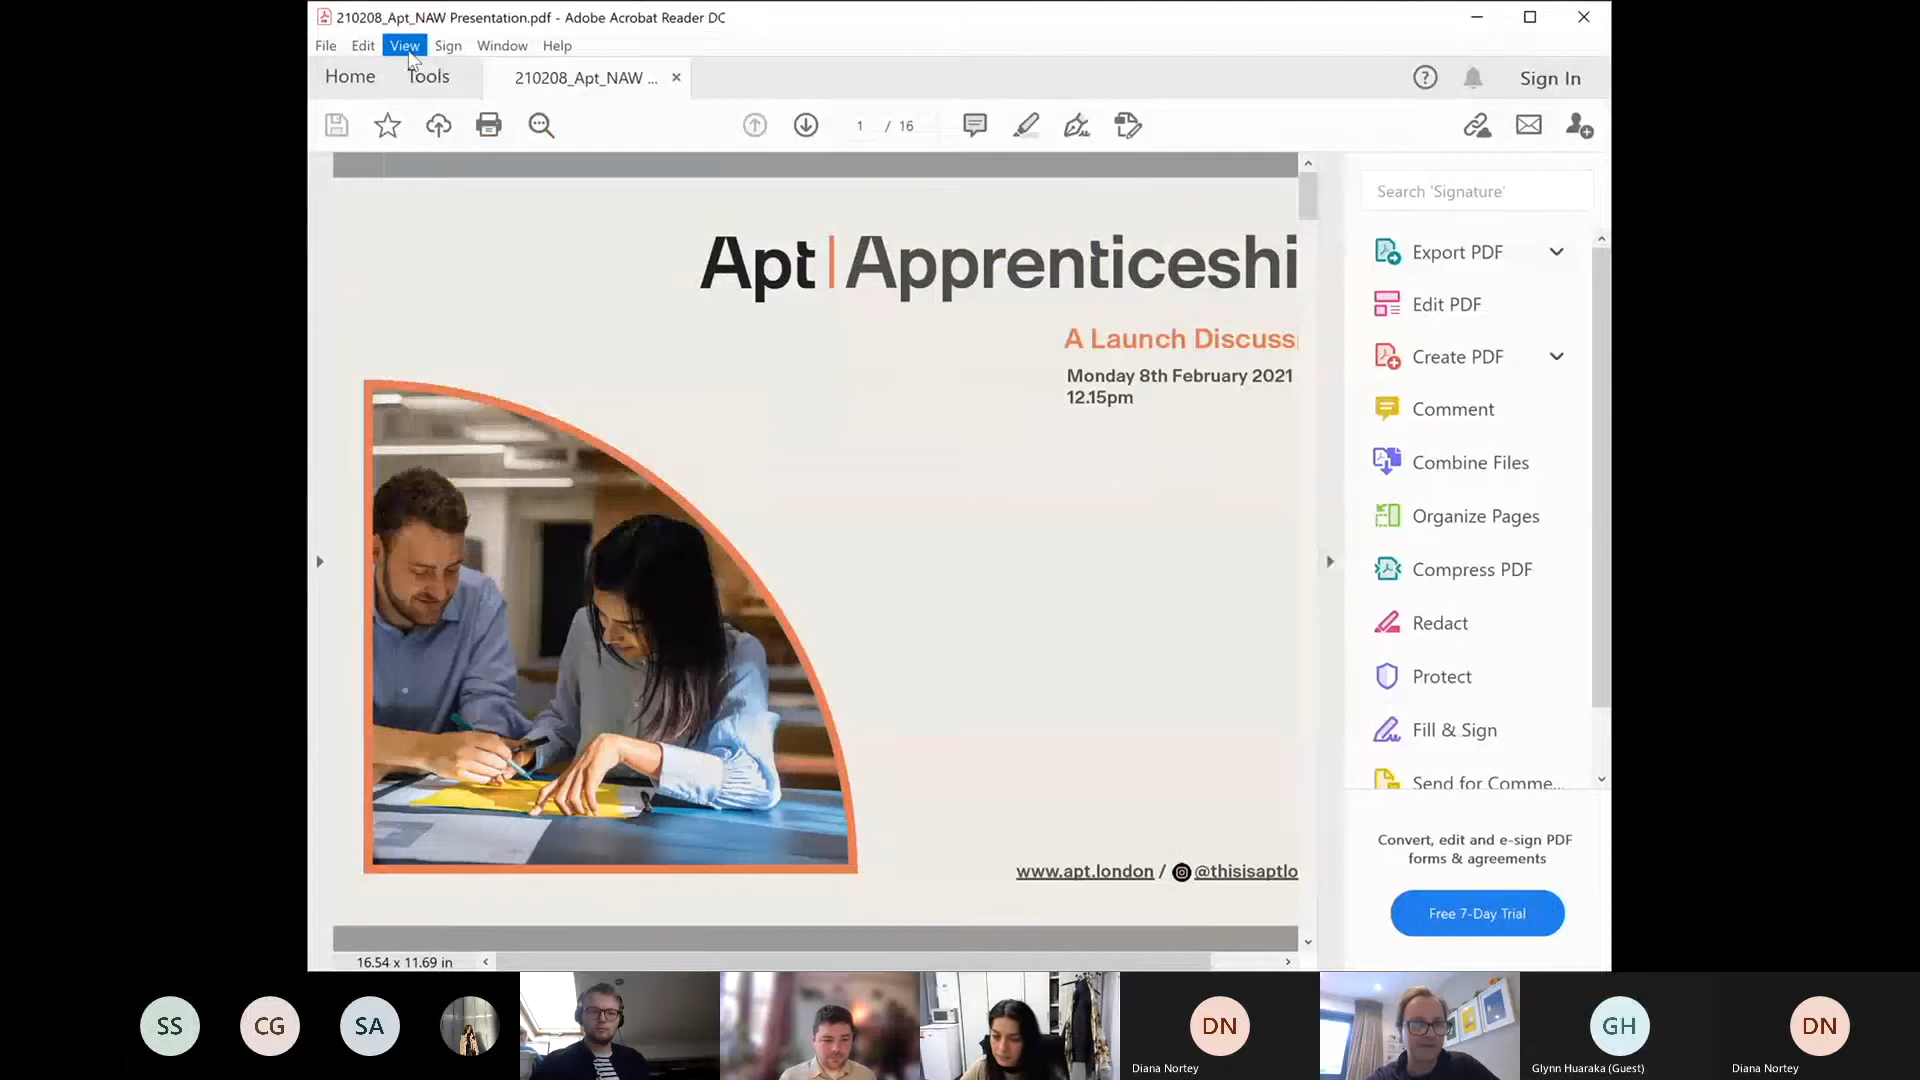 210208_Apt_NAW Presentation.pdf - Adobe Acrobat Reader DC
File Edit View Sign Window Help
Home Tools 210208_Apt_NAW ... Sign In
1 / 16
Search 'Signature'
Apt | Apprenticeshi
A Launch Discuss
Monday 8th February 2021
12.15pm
Export PDF
Edit PDF
Create PDF
Comment
Combine Files
Organize Pages
Compress PDF
Redact
Protect
Fill & Sign
Send for Comme...
Convert, edit and e-sign PDF
forms & agreements
Free 7-Day Trial
www.apt.london / @thisisaptlo
16.54 x 11.69 in
SS CG SA DN GH DN
Diana Nortey Glynn Huaraka (Guest) Diana Nortey